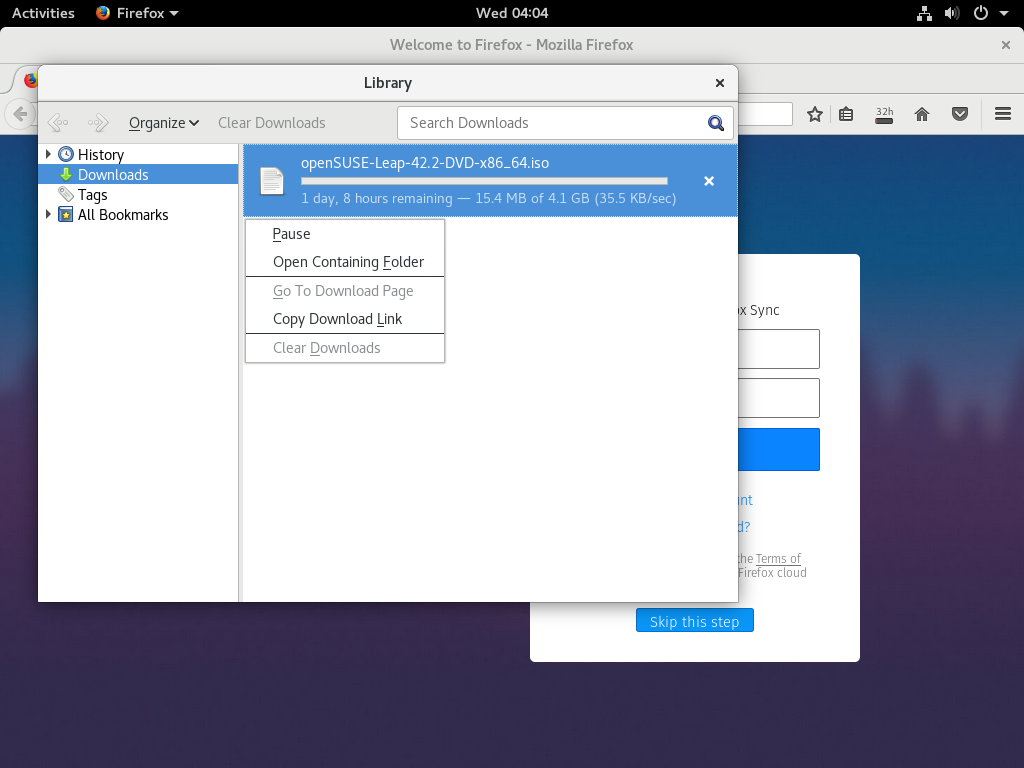 Activities Firefox Wed 04:04
Welcome to Firefox - Mozilla Firefox
Library
Organize Clear Downloads Search Downloads
32h
History
Downloads
Tags
All Bookmarks
openSUSE-Leap-42.2-DVD-x86_64.iso
1 day, 8 hours remaining — 15.4 MB of 4.1 GB (35.5 KB/sec)
Pause
Open Containing Folder
Go To Download Page
Copy Download Link
Clear Downloads
Sync
the Terms of
Firefox cloud
Skip this step